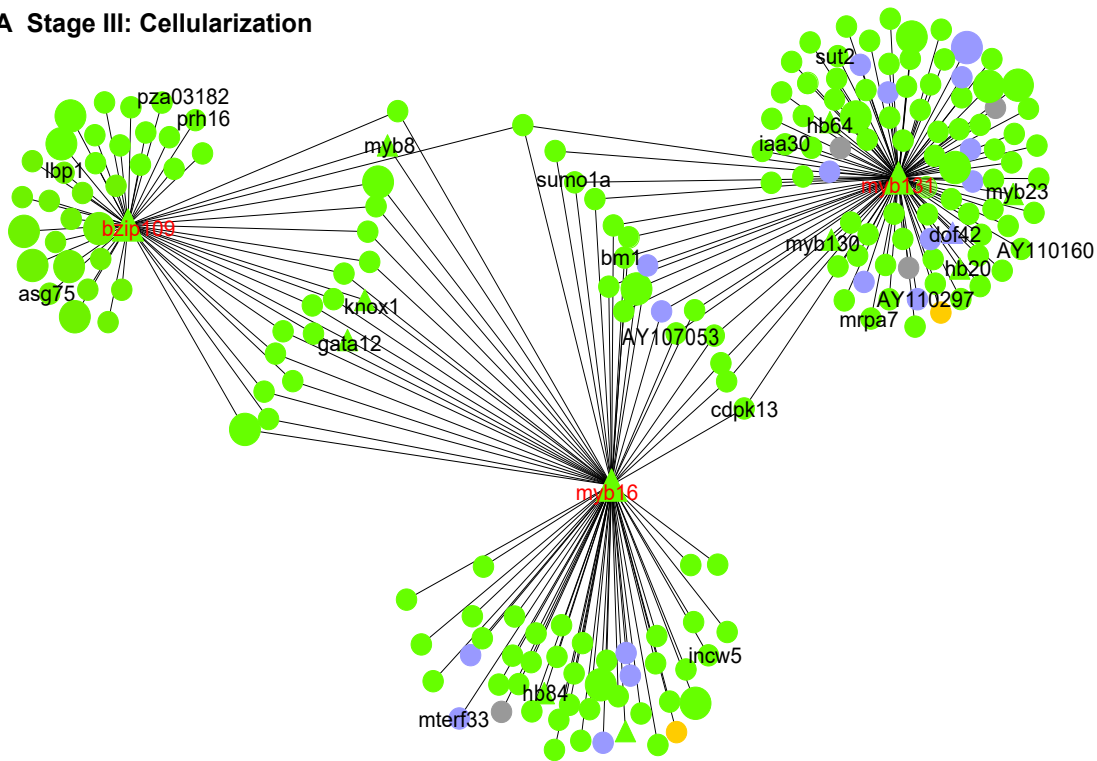 A Stage III: Cellularization
sut2
pza03182
prh16
hb64
iaa30
myb8
lbp1
sumo1a
myb131
myb23
bzip109
dof42
myb130
AY110160
bm1
hb20
asg75
AY110297
knox1
mrpa7
AY107053
gata12
cdpk13
myb16
incw5
hb84
mterf33